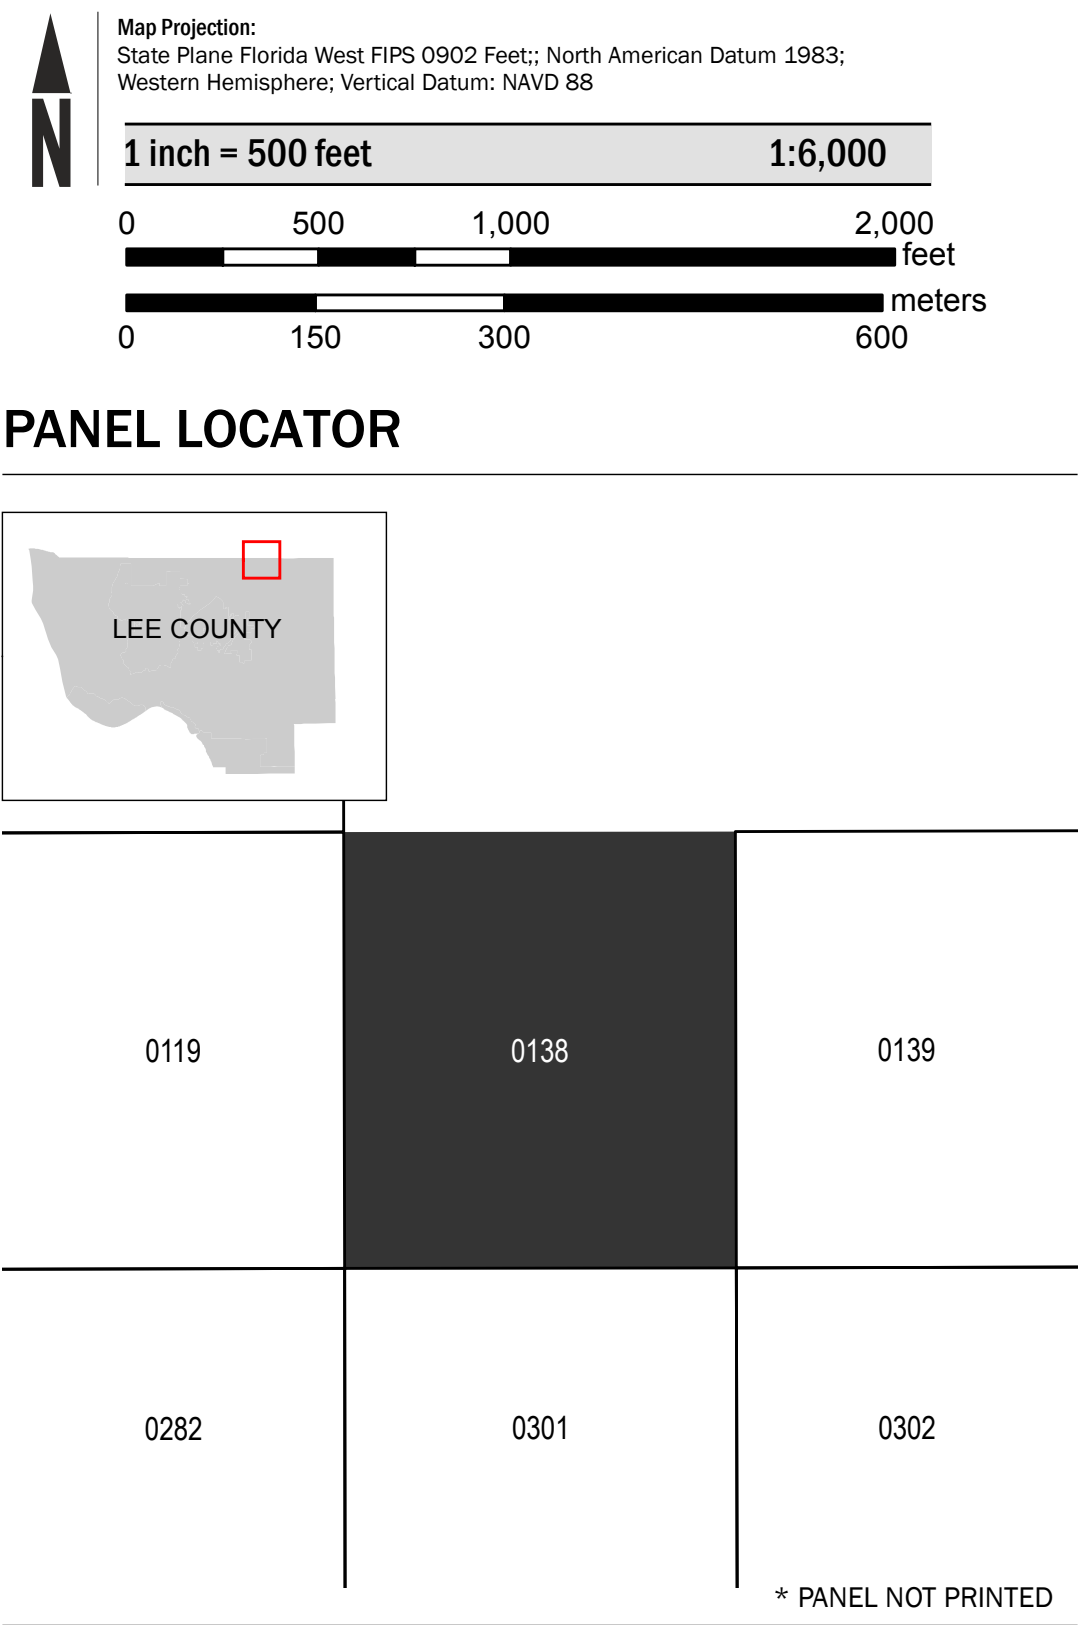 N
Map Projection:
State Plane Florida West FIPS 0902 Feet;; North American Datum 1983;
Western Hemisphere; Vertical Datum: NAVD 88
1 inch = 500 feet 1:6,000
0 500 1,000 2,000
feet
meters
0 150 300 600
PANEL LOCATOR
LEE COUNTY
0119 0138 0139
0282 0301 0302
* PANEL NOT PRINTED